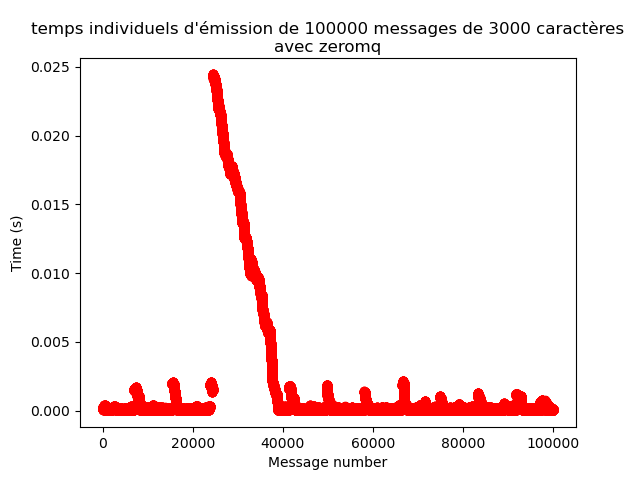 temps individuels d'émission de 100000 messages de 3000 caractères
avec zeromq
0.025
0.020
0.015
0.010
0.005
0.000
Time (s)
0 20000 40000 60000 80000 100000
Message number